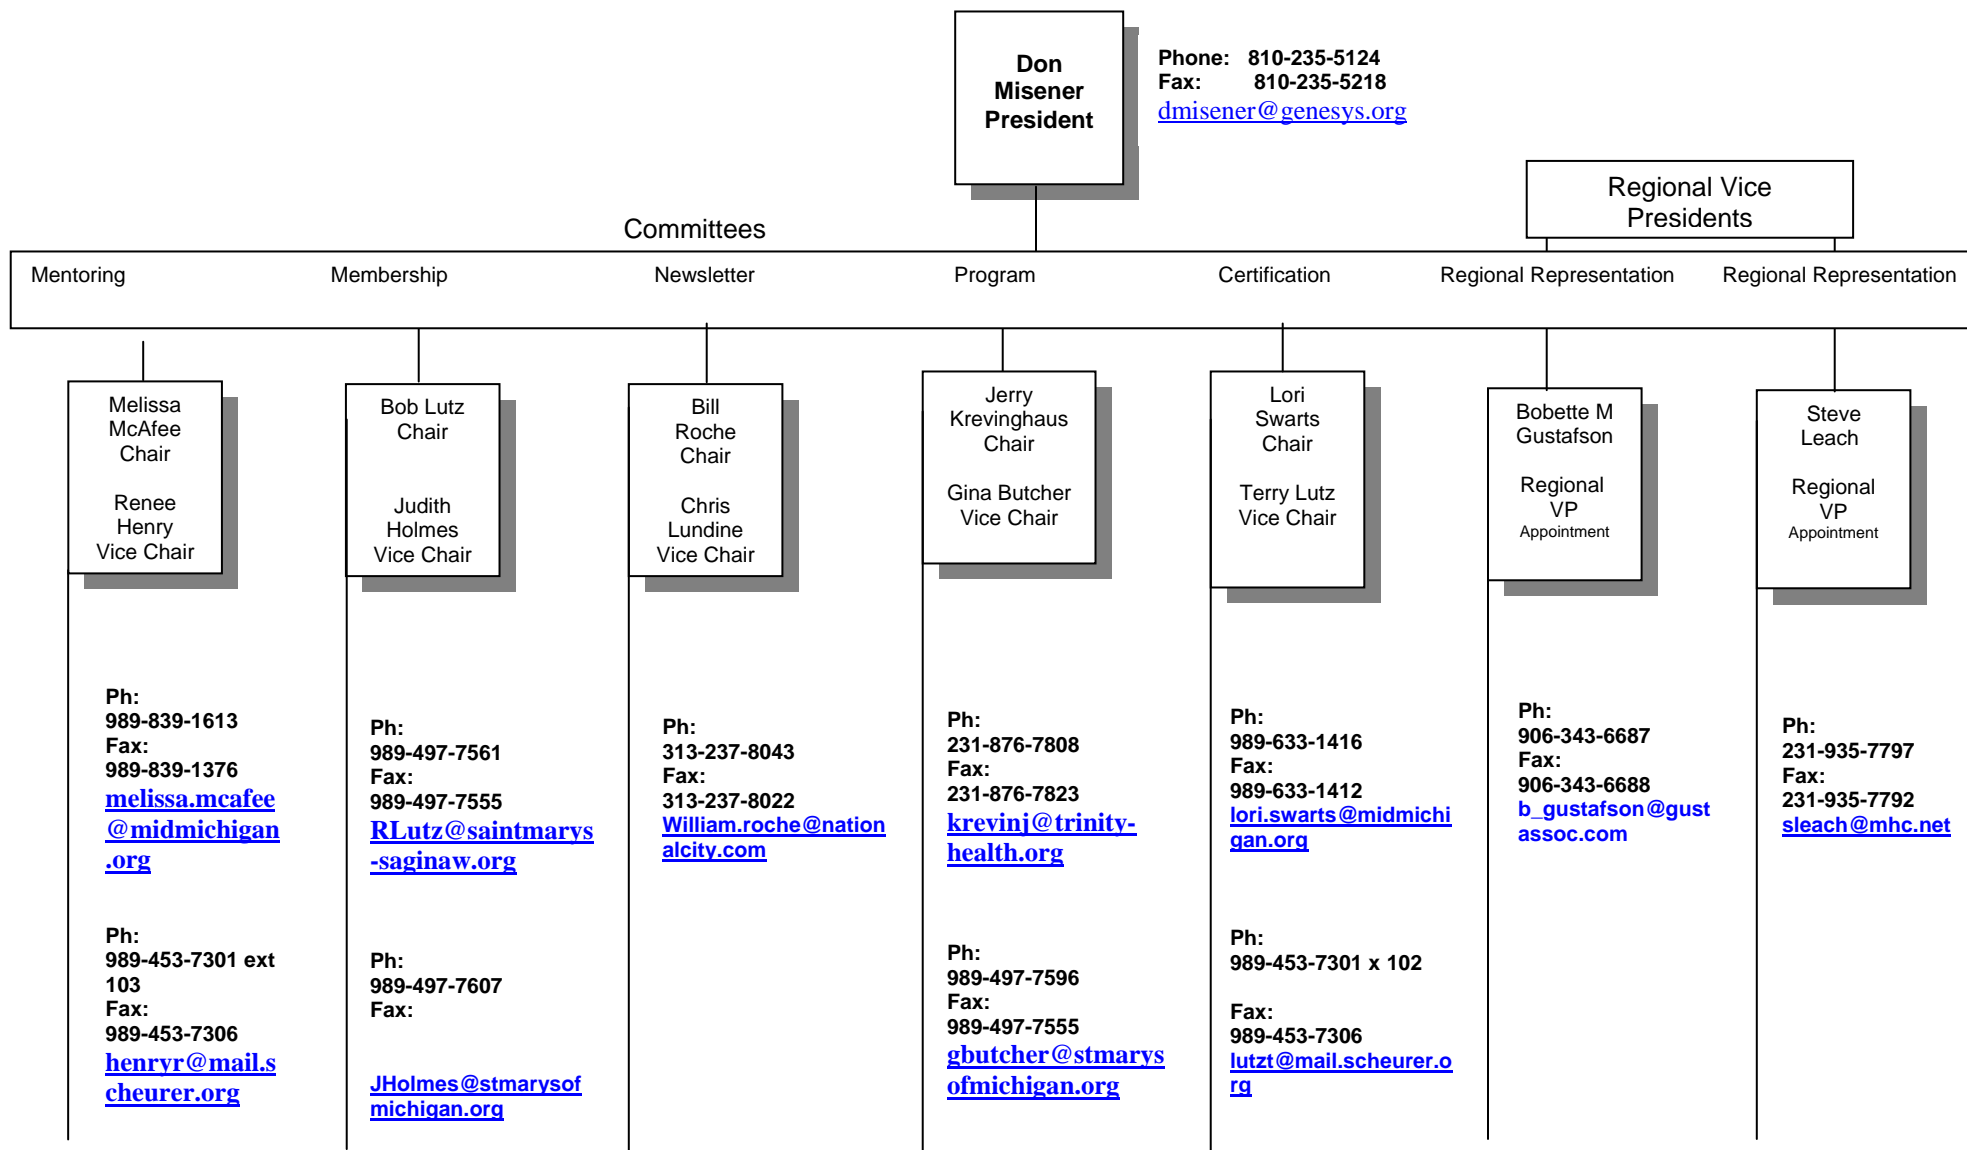 Don
Misener
President
Phone: 810-235-5124
Fax: 810-235-5218
dmisener@genesys.org
Regional Vice
Presidents
Committees
Mentoring
Membership
Newsletter
Program
Certification
Regional Representation
Regional Representation
Melissa
McAfee
Chair
Renee
Henry
Vice Chair
Bob Lutz
Chair
Judith
Holmes
Vice Chair
Bill
Roche
Chair
Chris
Lundine
Vice Chair
Jerry
Krevinghaus
Chair
Gina Butcher
Vice Chair
Lori
Swarts
Chair
Terry Lutz
Vice Chair
Bobette M
Gustafson
Regional
VP
Appointment
Steve
Leach
Regional
VP
Appointment
Ph:
989-839-1613
Fax:
989-839-1376
melissa.mcafee
@midmichigan
.org
Ph:
989-453-7301 ext
103
Fax:
989-453-7306
henryr@mail.s
cheurer.org
Ph:
989-497-7561
Fax:
989-497-7555
RLutz@saintmarys
-saginaw.org
Ph:
989-497-7607
Fax:
JHolmes@stmarysof
michigan.org
Ph:
313-237-8043
Fax:
313-237-8022
William.roche@nation
alcity.com
Ph:
231-876-7808
Fax:
231-876-7823
krevinj@trinity-
health.org
Ph:
989-497-7596
Fax:
989-497-7555
gbutcher@stmarys
ofmichigan.org
Ph:
989-633-1416
Fax:
989-633-1412
lori.swarts@midmichi
gan.org
Ph:
989-453-7301 x 102
Fax:
989-453-7306
lutzt@mail.scheurer.o
rg
Ph:
906-343-6687
Fax:
906-343-6688
b_gustafson@gust
assoc.com
Ph:
231-935-7797
Fax:
231-935-7792
sleach@mhc.net